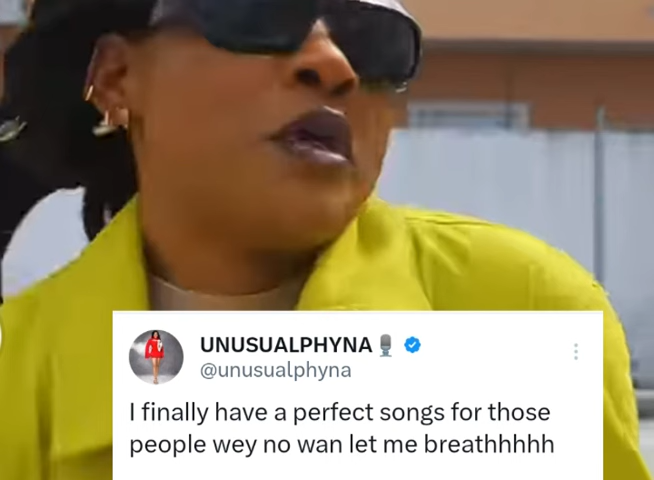 UNUSUALPHYNA🎙️
@unusualphyna
I finally have a perfect songs for those
people wey no wan let me breathhhhh